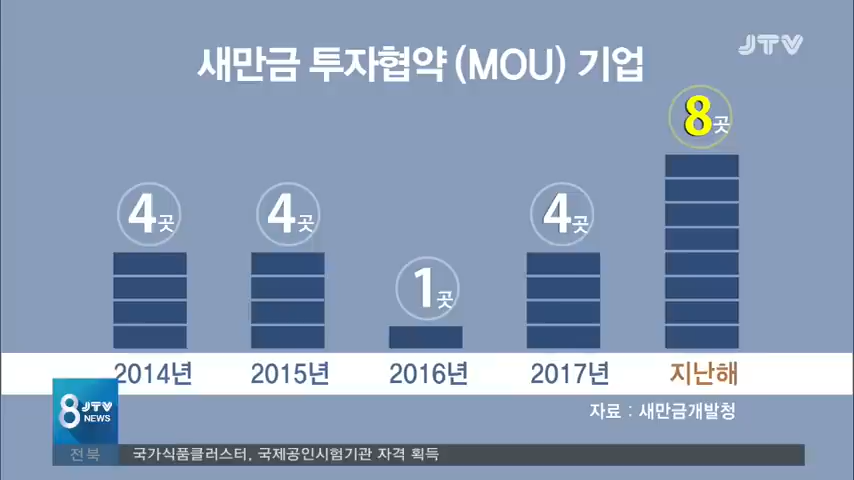 새만금 투자협약(MOU) 기업
JTV
4곳
4곳
1곳
4곳
8곳
2014년
2015년
2016년
2017년
지난해
자료 : 새만금개발청
8 JTV NEWS
전북
국가식품클러스터, 국제공인시험기관 자격 획득